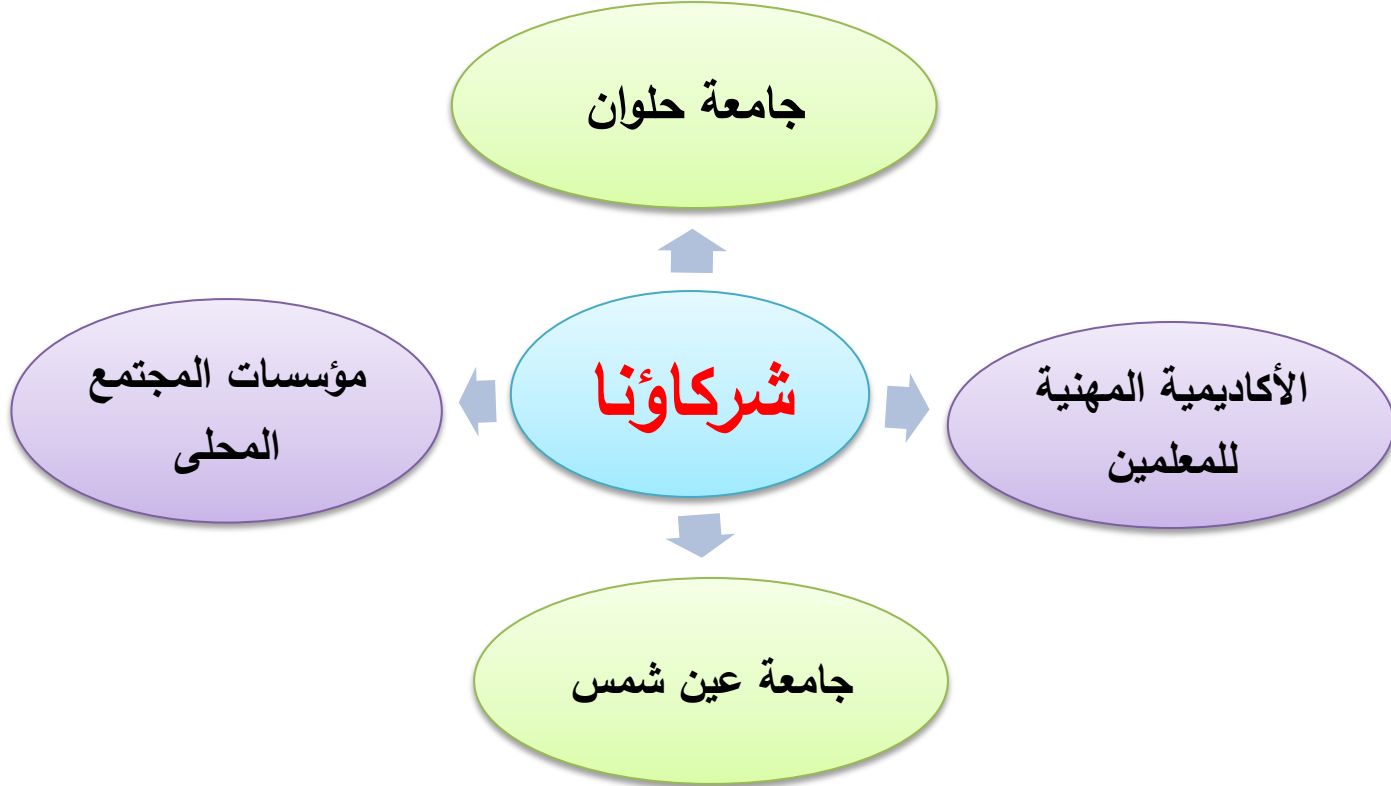 جامعة حلوان
شركاؤنا
الأكاديمية المهنية
للمعلمين
مؤسسات المجتمع
المحلى
جامعة عين شمس